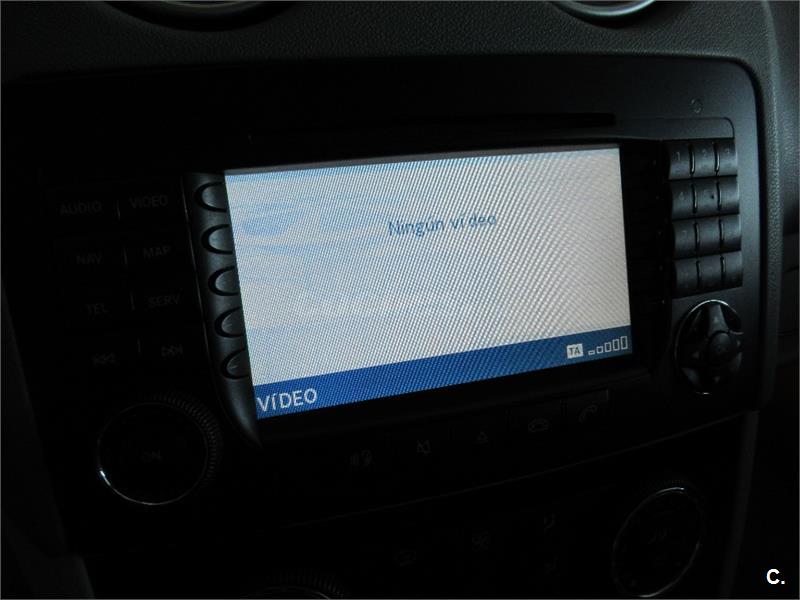 Ningún vídeo
AUDIO VIDEO
NAV MAP
TEL SERV
ON
TA
VÍDEO
C.